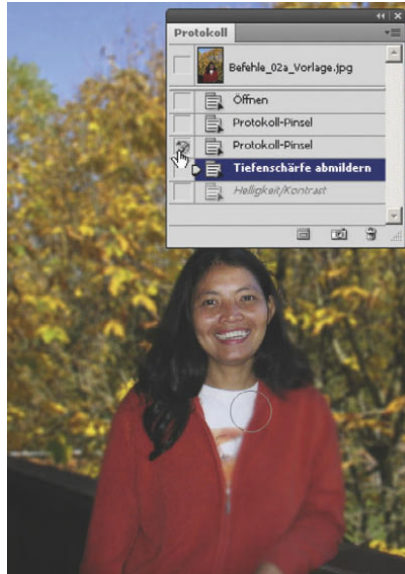 Protokoll
Befehle_02a_Vorlage.jpg
Öffnen
Protokoll-Pinsel
Protokoll-Pinsel
Tiefenschärfe abmildern
Helligkeit/Kontrast